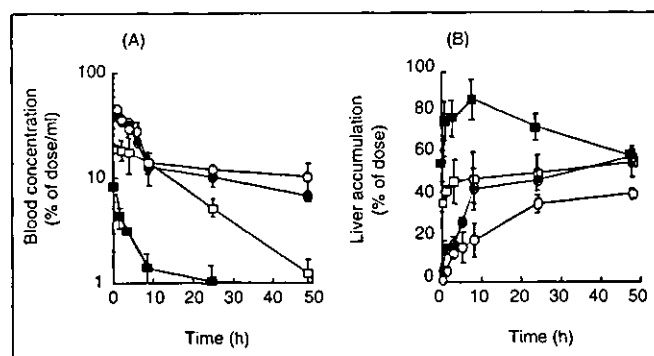 (A)
Blood concentration
(% of dose/ml)
100
10
1
0 10 20 30 40 50
Time (h)
(B)
Liver accumulation
(% of dose)
100
80
60
40
20
0
0 10 20 30 40 50
Time (h)